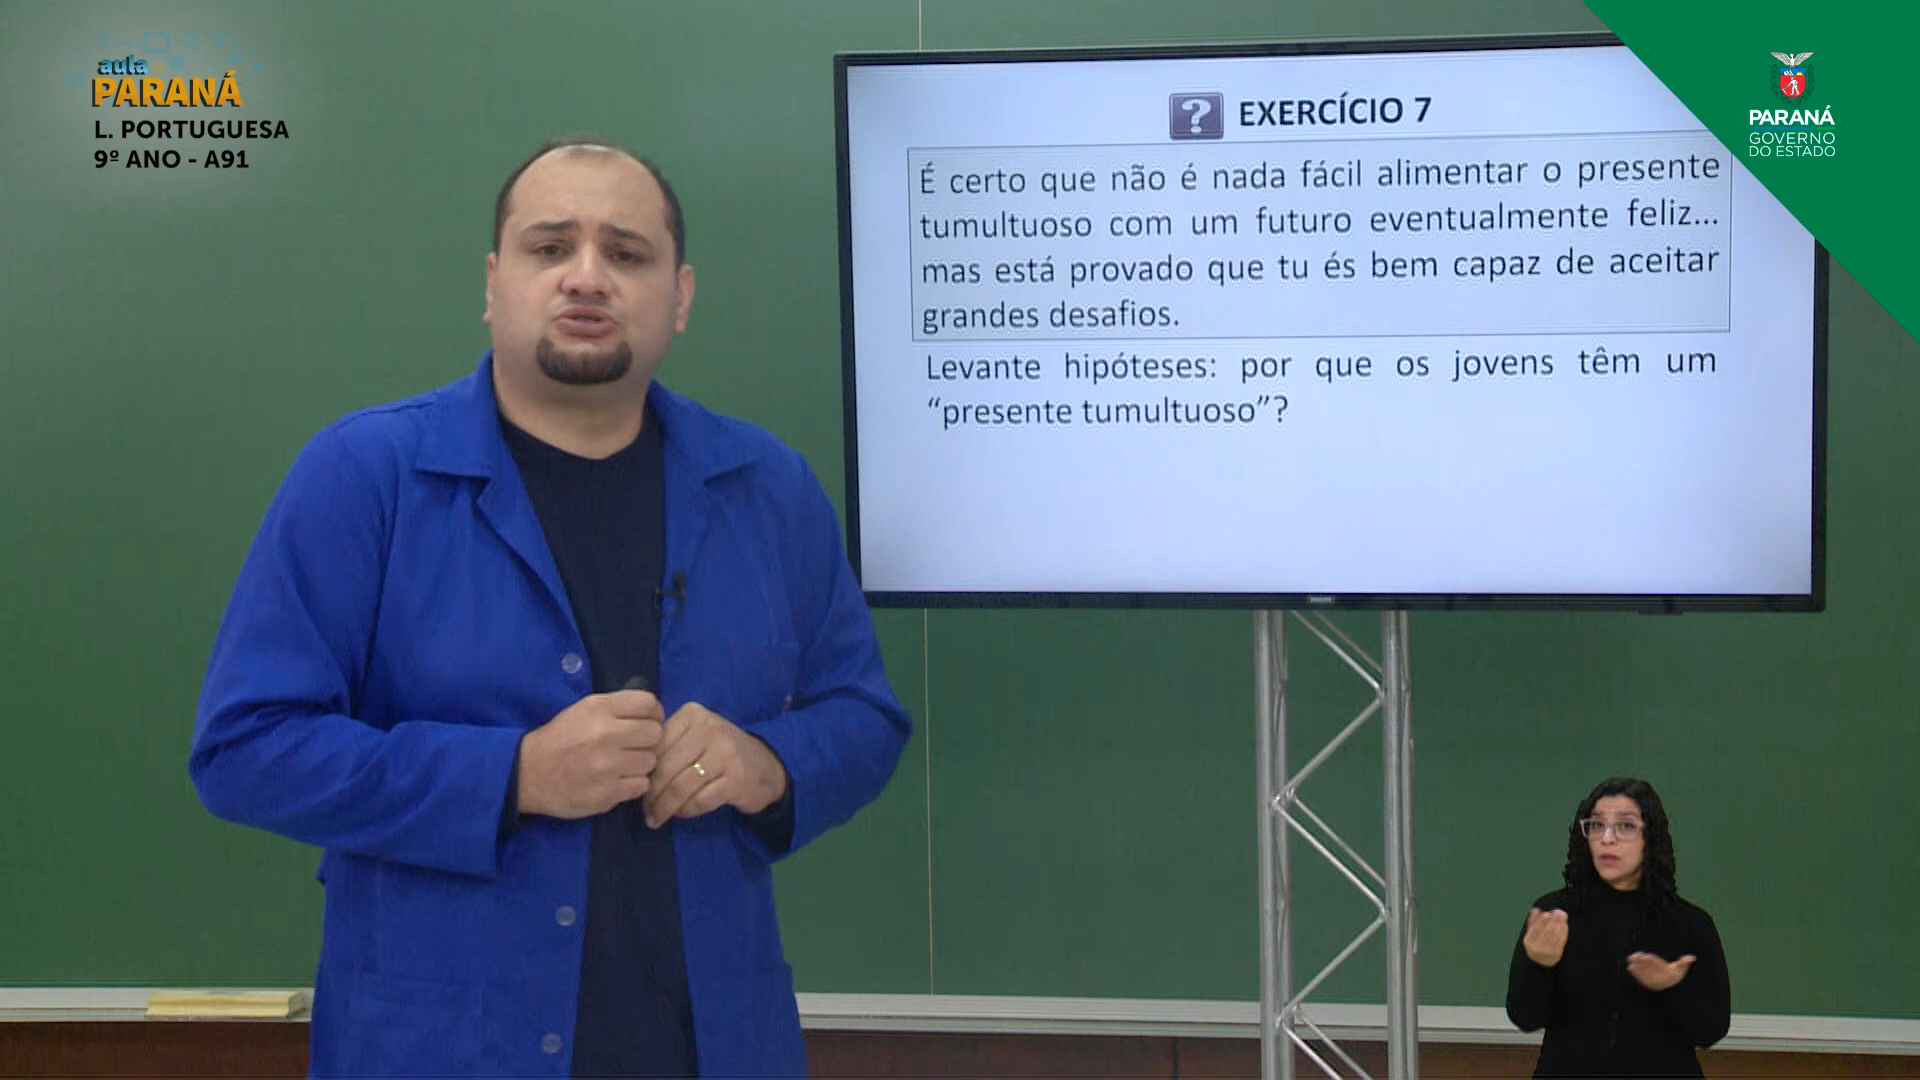 aula
PARANÁ
L. PORTUGUESA
9º ANO - A91
? EXERCÍCIO 7
É certo que não é nada fácil alimentar o presente
tumultuoso com um futuro eventualmente feliz...
mas está provado que tu és bem capaz de aceitar
grandes desafios.
Levante hipóteses: por que os jovens têm um
“presente tumultuoso”?
PARANÁ
GOVERNO
DO ESTADO